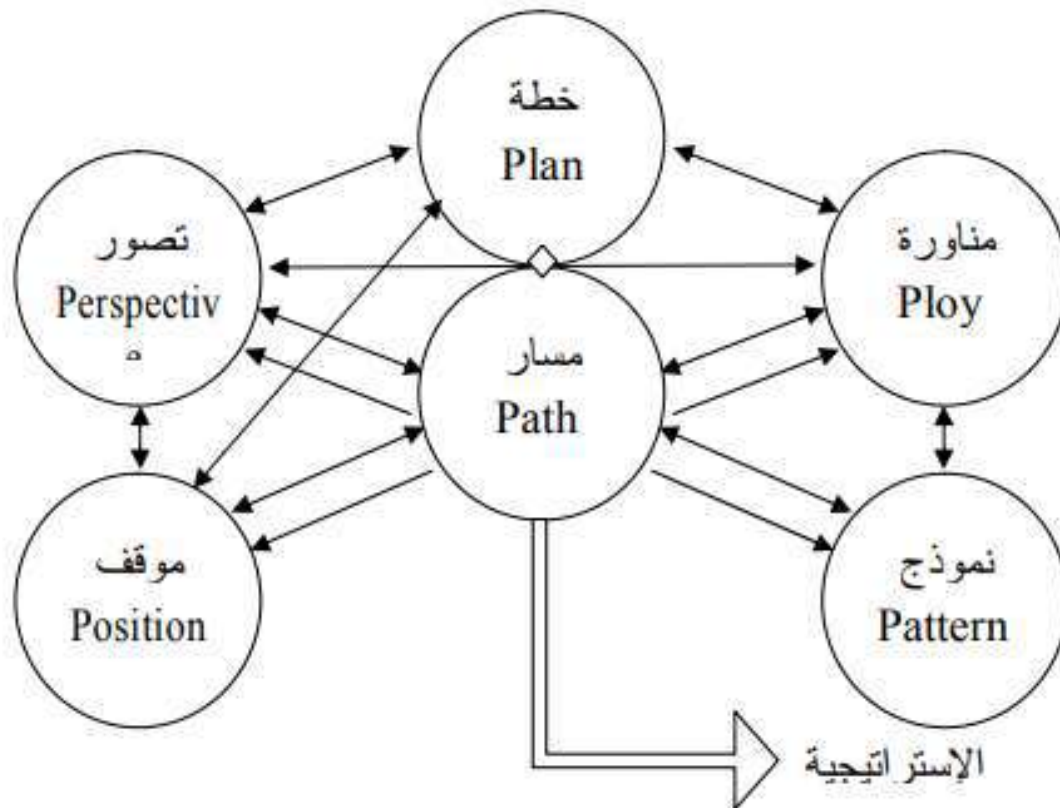 خطة
Plan
تصور
Perspectiv
e
مناورة
Ploy
مسار
Path
موقف
Position
نموذج
Pattern
الإستراتيجية